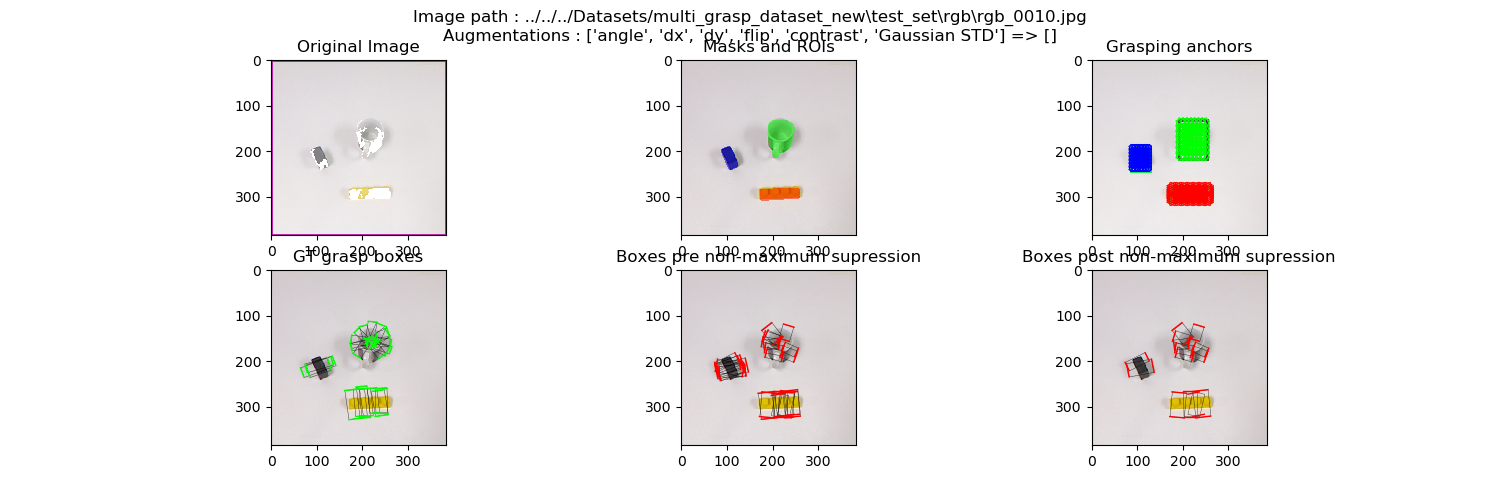 Image path : ../../../Datasets/multi_grasp_dataset_new\test_set\rgb\rgb_0010.jpg
Augmentations : ['angle', 'dx', 'dy', 'flip', 'contrast', 'Gaussian STD'] => []
Original Image
Masks and ROIs
Grasping anchors
0
100
200
300
0 100 200 300
0
100
200
300
0 100 200 300
0
100
200
300
0 100 200 300
GT grasp boxes
Boxes pre non-maximum supression
Boxes post non-maximum supression
0
100
200
300
0 100 200 300
0
100
200
300
0 100 200 300
0
100
200
300
0 100 200 300